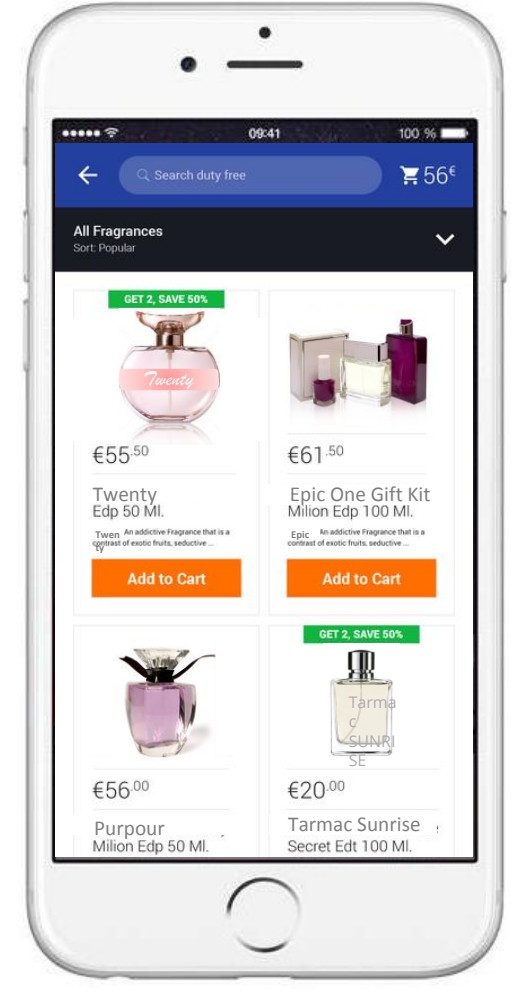 09:41
100 %
Search duty free
56€
All Fragrances
Sort: Popular
GET 2, SAVE 50%
Twenty
€55.50
Twenty
Edp 50 Ml.
Twenty An addictive Fragrance that is a
contrast of exotic fruits, seductive ...
Add to Cart
€61.50
Epic One Gift Kit
Milion Edp 100 Ml.
Epic An addictive Fragrance that is a
contrast of exotic fruits, seductive ...
Add to Cart
€56.00
Purpour
Milion Edp 50 Ml.
GET 2, SAVE 50%
Tarma
c
SUNRI
SE
€20.00
Tarmac Sunrise
Secret Edt 100 Ml.